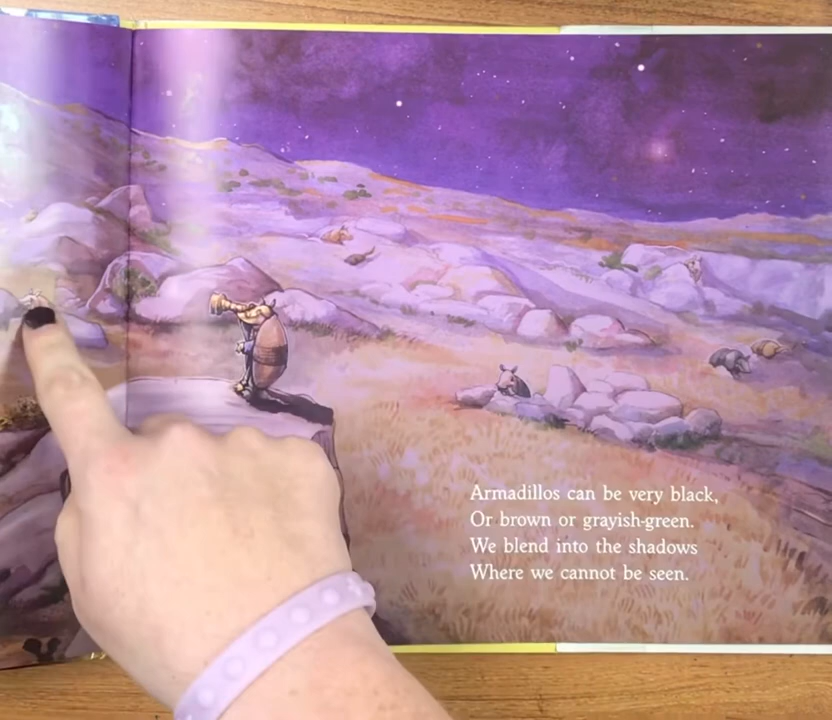 Armadillos can be very black,
Or brown or grayish-green.
We blend into the shadows
Where we cannot be seen.